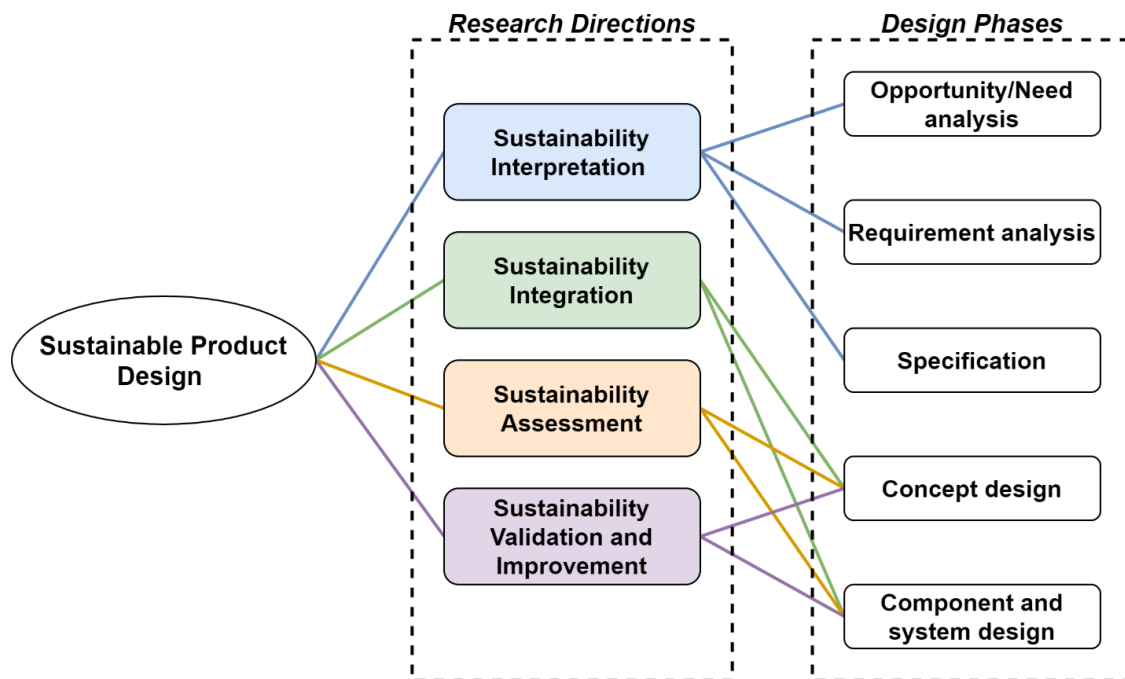 Research Directions
Design Phases
Sustainable Product
Design
Sustainability
Interpretation
Sustainability
Integration
Sustainability
Assessment
Sustainability
Validation and
Improvement
Opportunity/Need
analysis
Requirement analysis
Specification
Concept design
Component and
system design